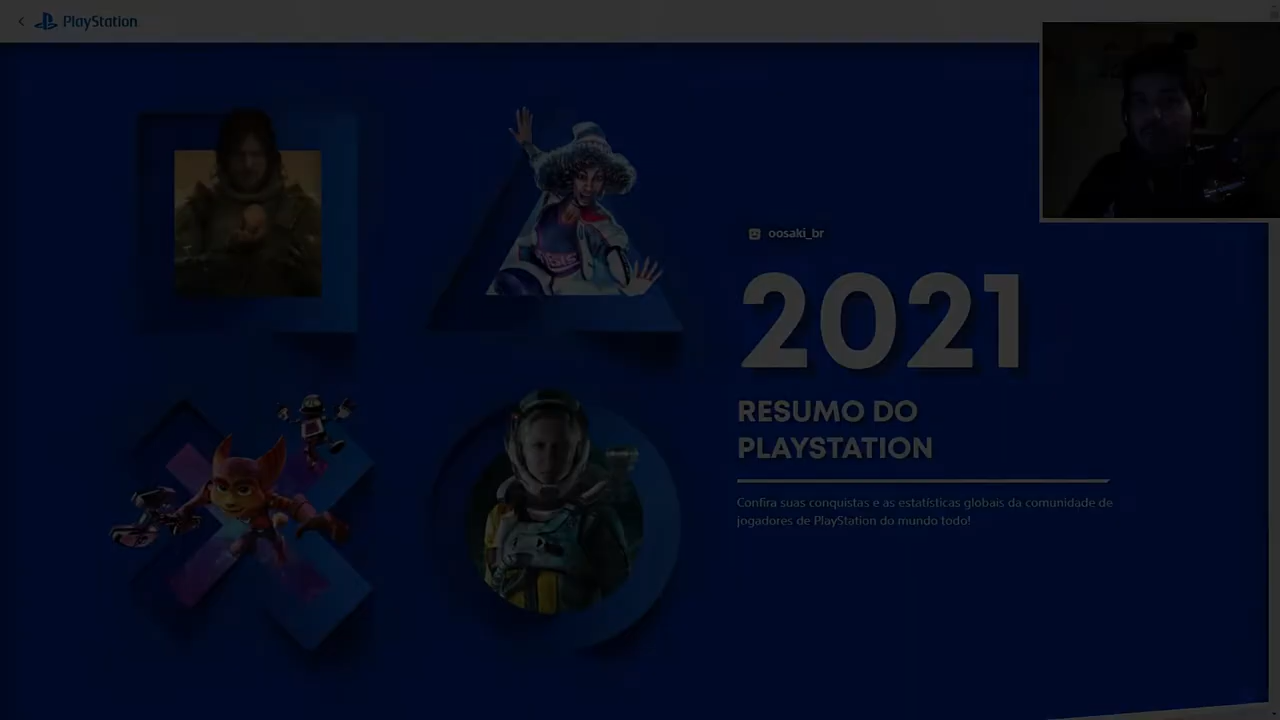 PlayStation
oosaki_br
2021
RESUMO DO
PLAYSTATION
Confira suas conquistas e as estatísticas globais da comunidade de
jogadores de PlayStation do mundo todo!